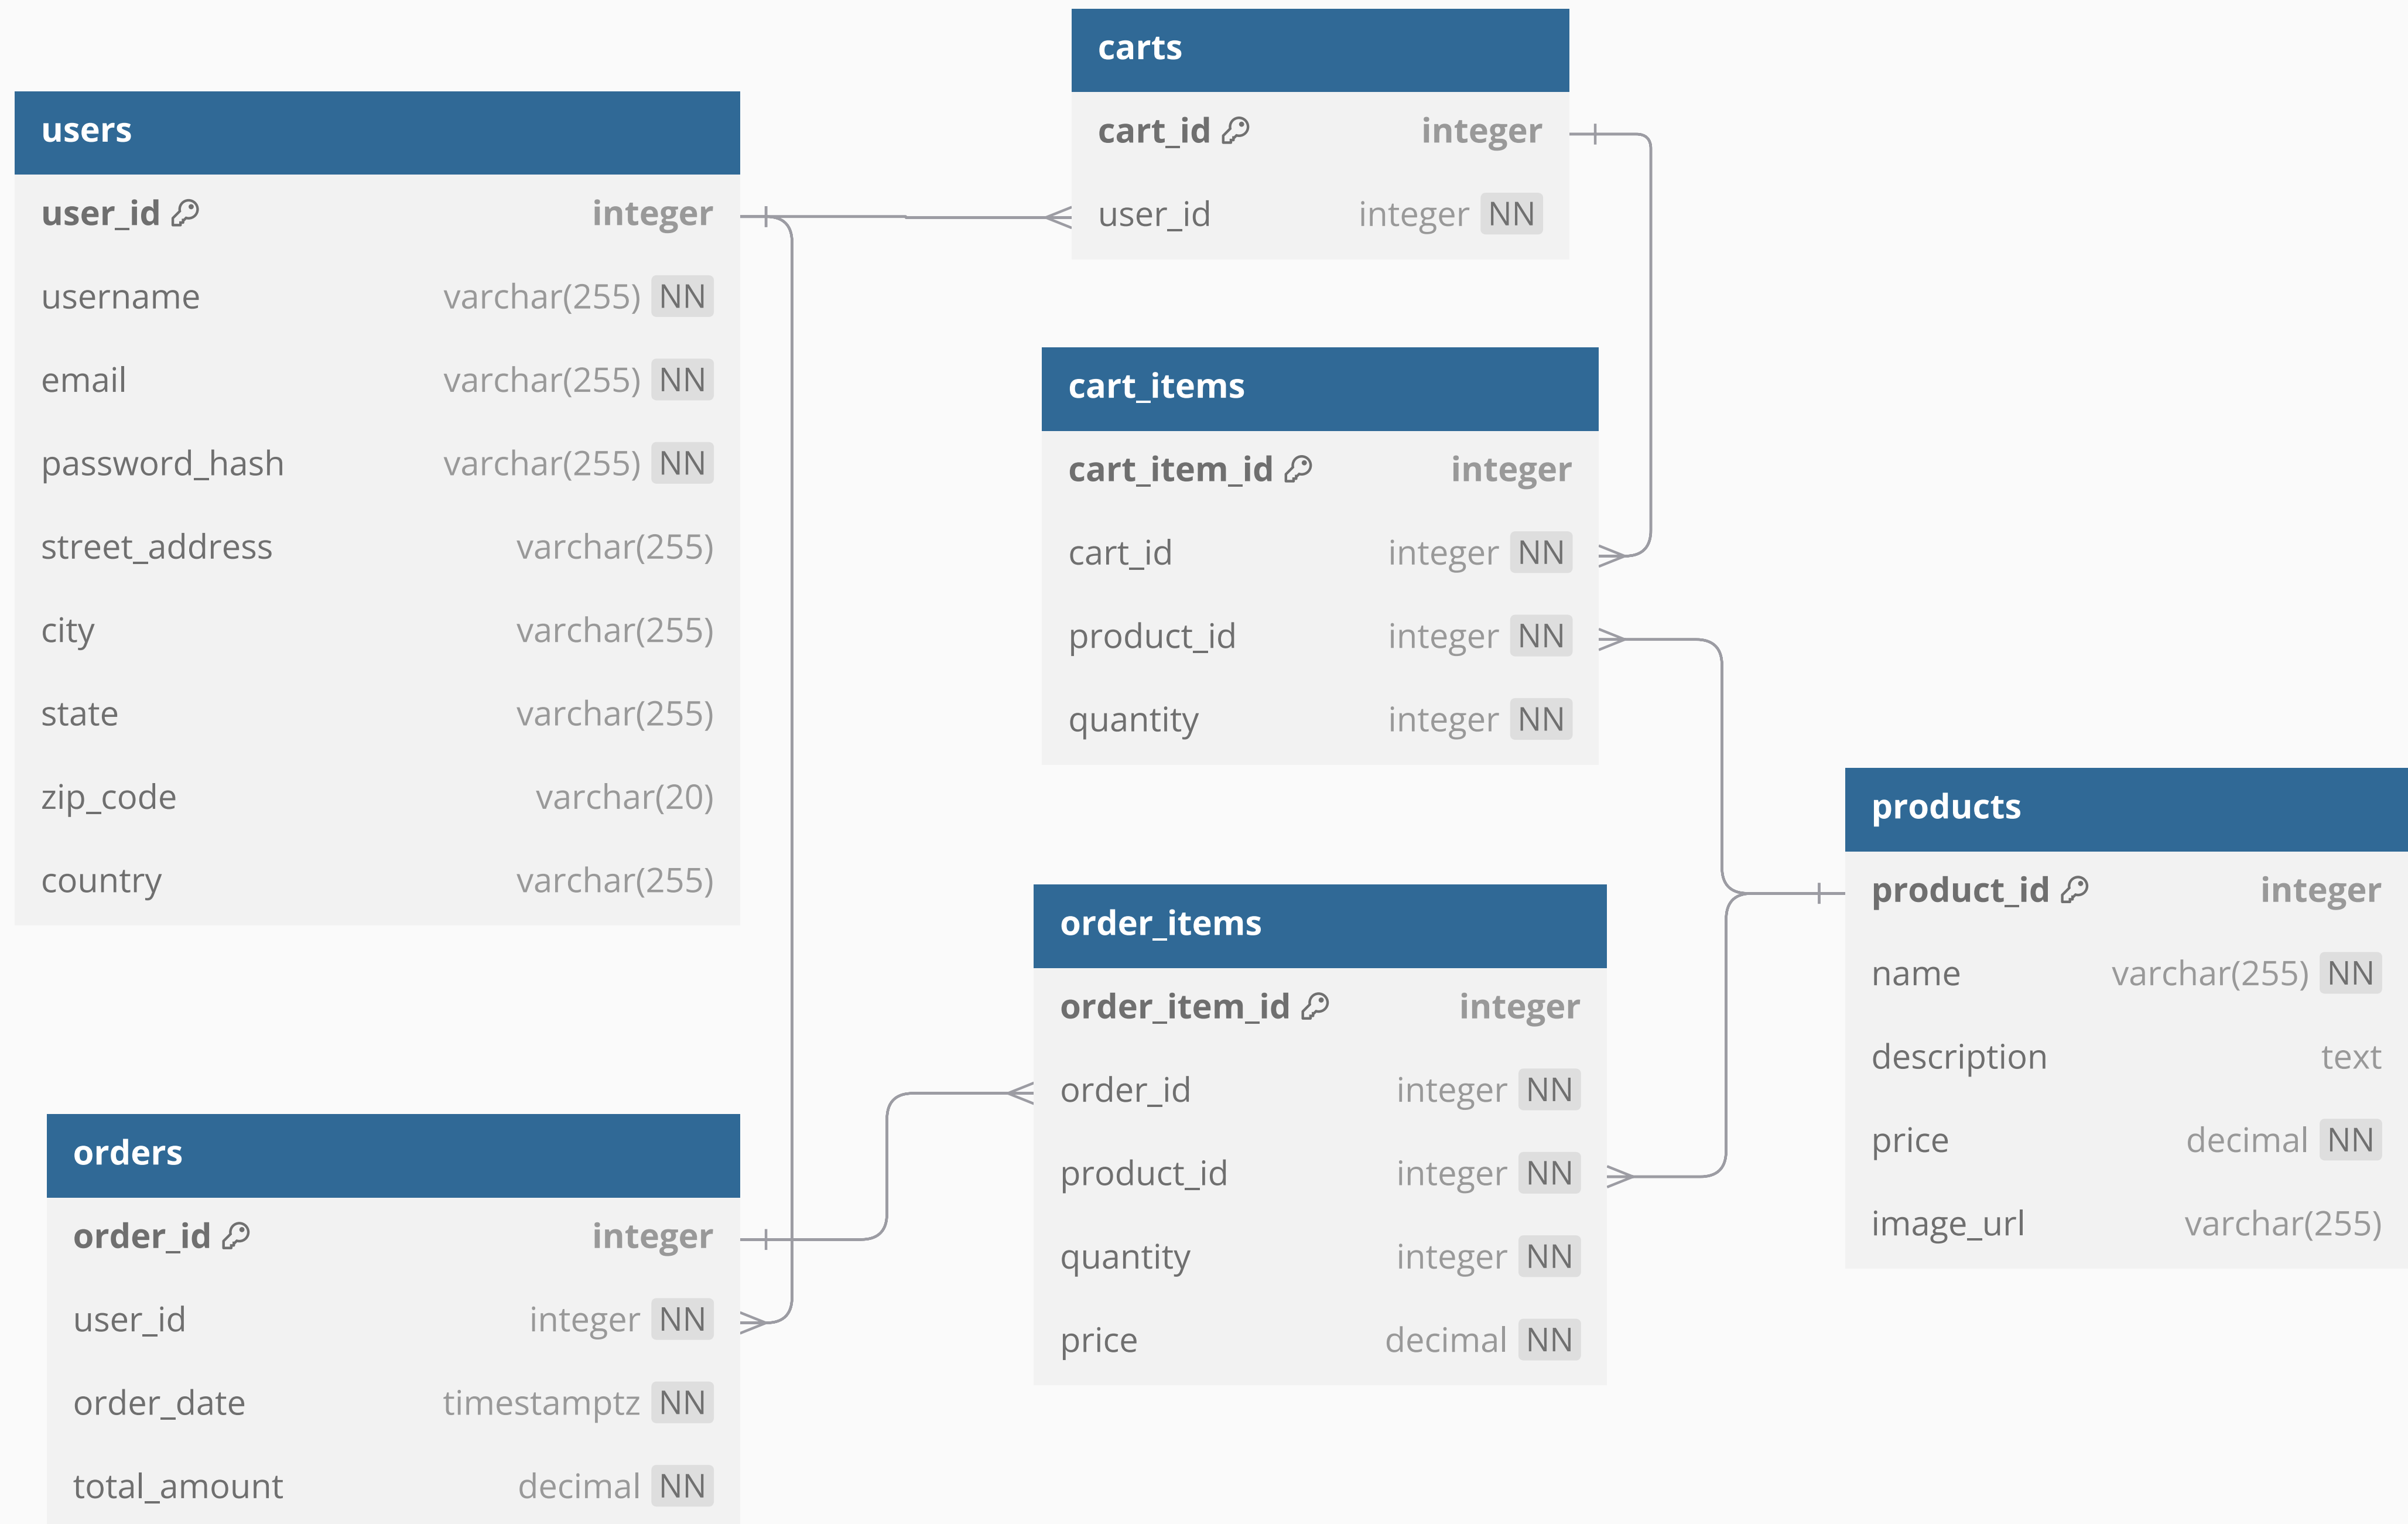 users
user_id integer
username varchar(255) NN
email varchar(255) NN
password_hash varchar(255) NN
street_address varchar(255)
city varchar(255)
state varchar(255)
zip_code varchar(20)
country varchar(255)
orders
order_id integer
user_id integer NN
order_date timestamptz NN
total_amount decimal NN
carts
cart_id integer
user_id integer NN
cart_items
cart_item_id integer
cart_id integer NN
product_id integer NN
quantity integer NN
order_items
order_item_id integer
order_id integer NN
product_id integer NN
quantity integer NN
price decimal NN
products
product_id integer
name varchar(255) NN
description text
price decimal NN
image_url varchar(255)